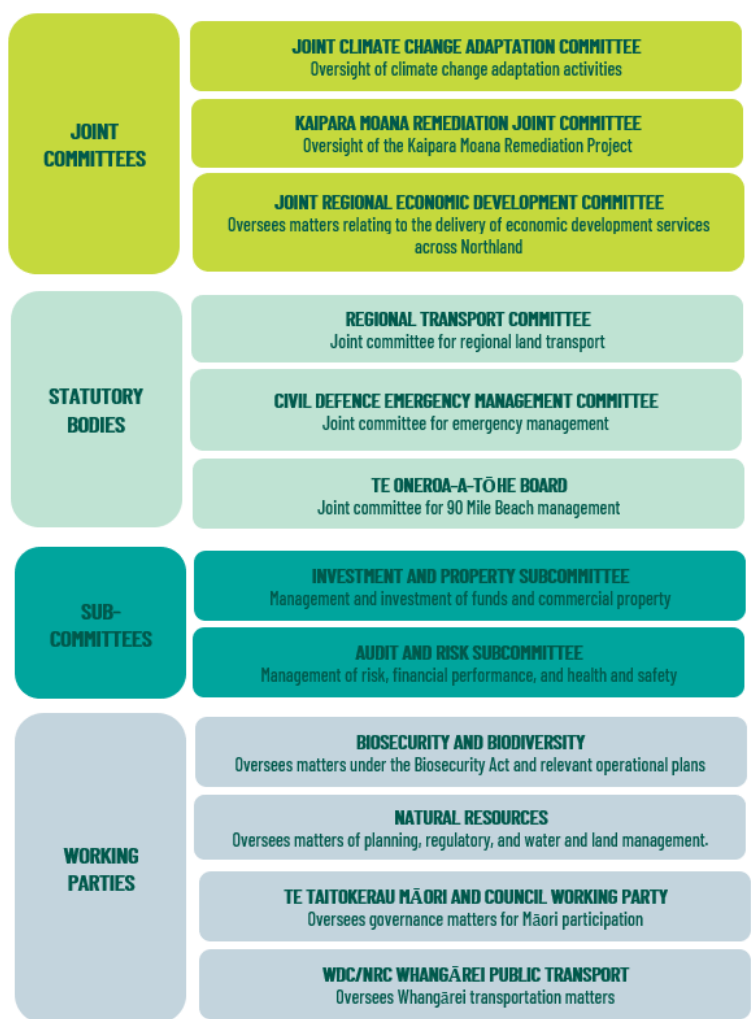 JOINT
COMMITTEES
JOINT CLIMATE CHANGE ADAPTATION COMMITTEE
Oversight of climate change adaptation activities
KAIPARA MOANA REMEDIATION JOINT COMMITTEE
Oversight of the Kaipara Moana Remediation Project
JOINT REGIONAL ECONOMIC DEVELOPMENT COMMITTEE
Oversees matters relating to the delivery of economic development services
across Northland
STATUTORY
BODIES
REGIONAL TRANSPORT COMMITTEE
Joint committee for regional land transport
CIVIL DEFENCE EMERGENCY MANAGEMENT COMMITTEE
Joint committee for emergency management
TE ONEROA-A-TŌHE BOARD
Joint committee for 90 Mile Beach management
SUB-
COMMITTEES
INVESTMENT AND PROPERTY SUBCOMMITTEE
Management and investment of funds and commercial property
AUDIT AND RISK SUBCOMMITTEE
Management of risk, financial performance, and health and safety
WORKING
PARTIES
BIOSECURITY AND BIODIVERSITY
Oversees matters under the Biosecurity Act and relevant operational plans
NATURAL RESOURCES
Oversees matters of planning, regulatory, and water and land management.
TE TAITOKERAU MĀORI AND COUNCIL WORKING PARTY
Oversees governance matters for Māori participation
WDC/NRC WHANGĀREI PUBLIC TRANSPORT
Oversees Whangārei transportation matters